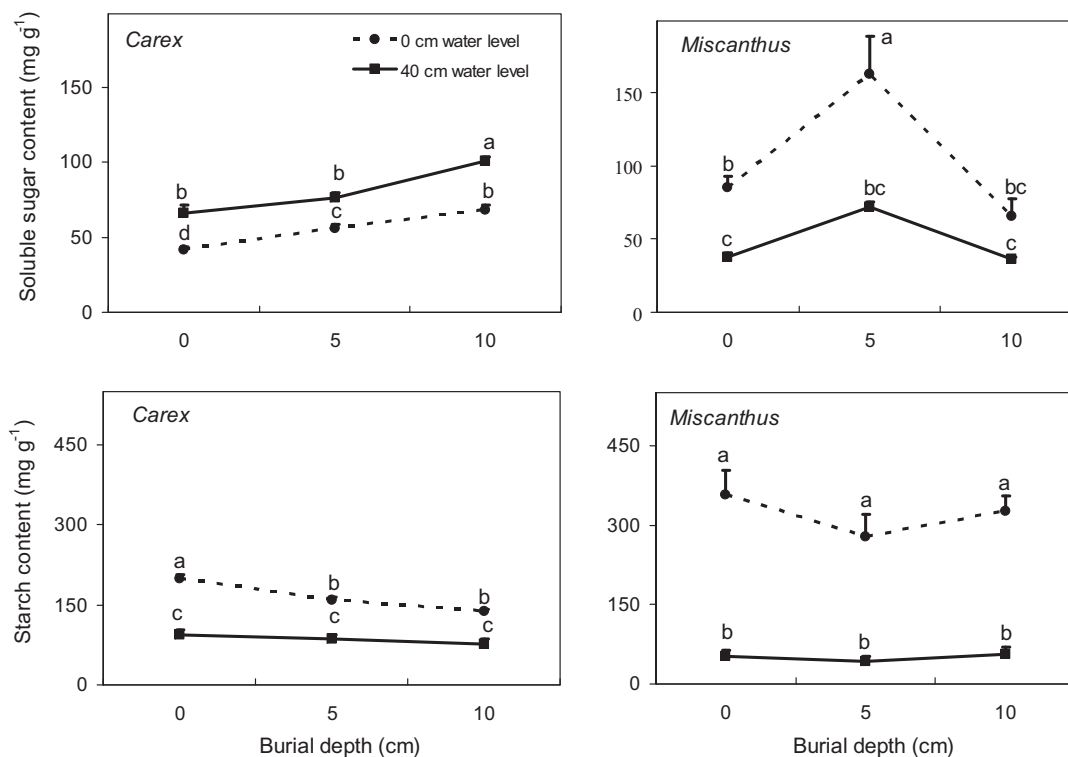 Carex
0 cm water level
40 cm water level
Soluble sugar content (mg g-1)
150
100
50
0
b
b
a
d
c
b
0
5
10
Miscanthus
150
100
50
0
b
a
bc
c
bc
c
0
5
10
Carex
Starch content (mg g-1)
450
300
150
0
a
b
b
c
c
c
0
5
10
Burial depth (cm)
Miscanthus
450
300
150
0
a
a
a
b
b
b
0
5
10
Burial depth (cm)